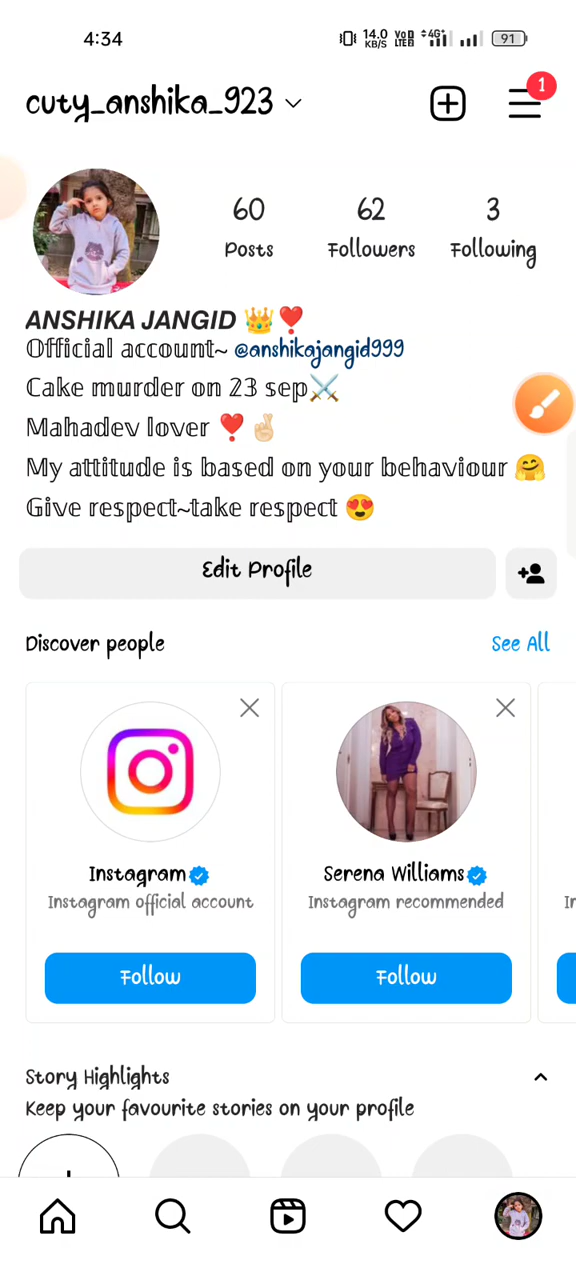 4:34 14.0 KB/S VoD LTE2 4G+ 91
cuty_anshika_923
1
60 62 3
Posts Followers Following
ANSHIKA JANGID 👑❣️
Official account~ @anshikajangid999
Cake murder on 23 sep⚔️
Mahadev lover ❣️🤞🏻
My attitude is based on your behaviour 🤗
Give respect~take respect 😍
Edit Profile
Discover people See All
Instagram Serena Williams
Instagram official account Instagram recommended
Follow Follow
Story Highlights
Keep your favourite stories on your profile